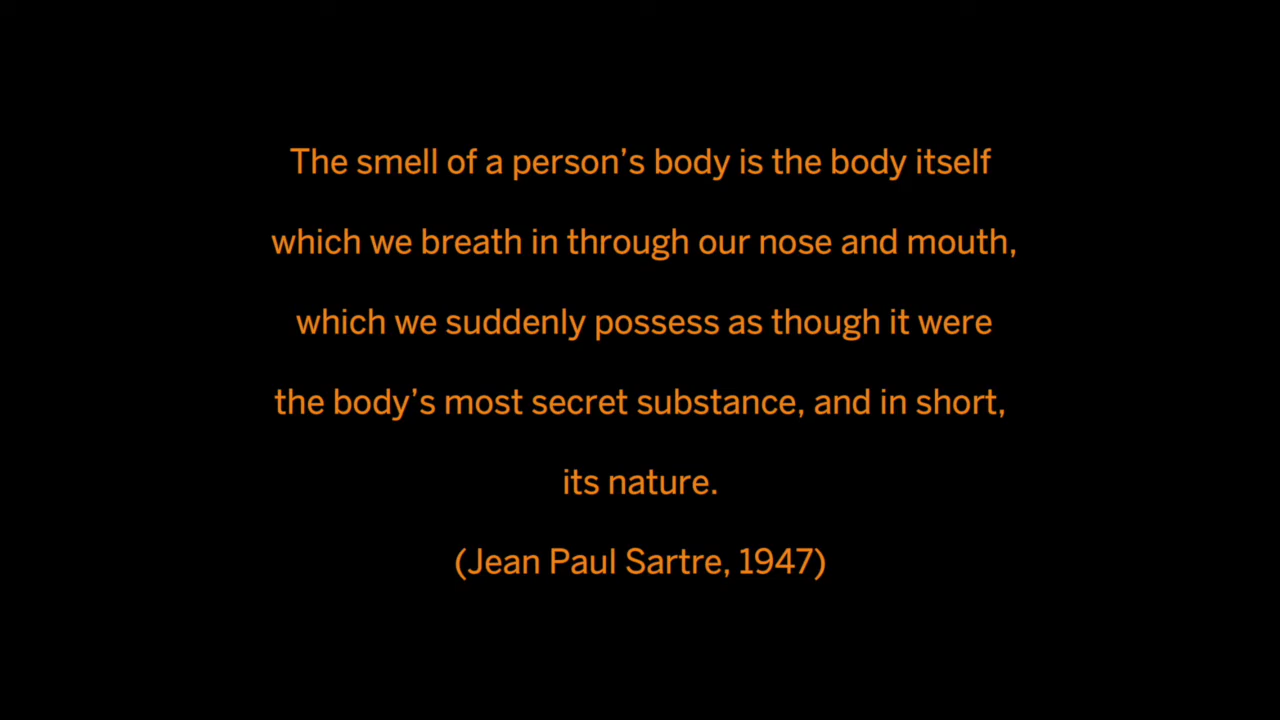 The smell of a person’s body is the body itself
which we breath in through our nose and mouth,
which we suddenly possess as though it were
the body’s most secret substance, and in short,
its nature.
(Jean Paul Sartre, 1947)